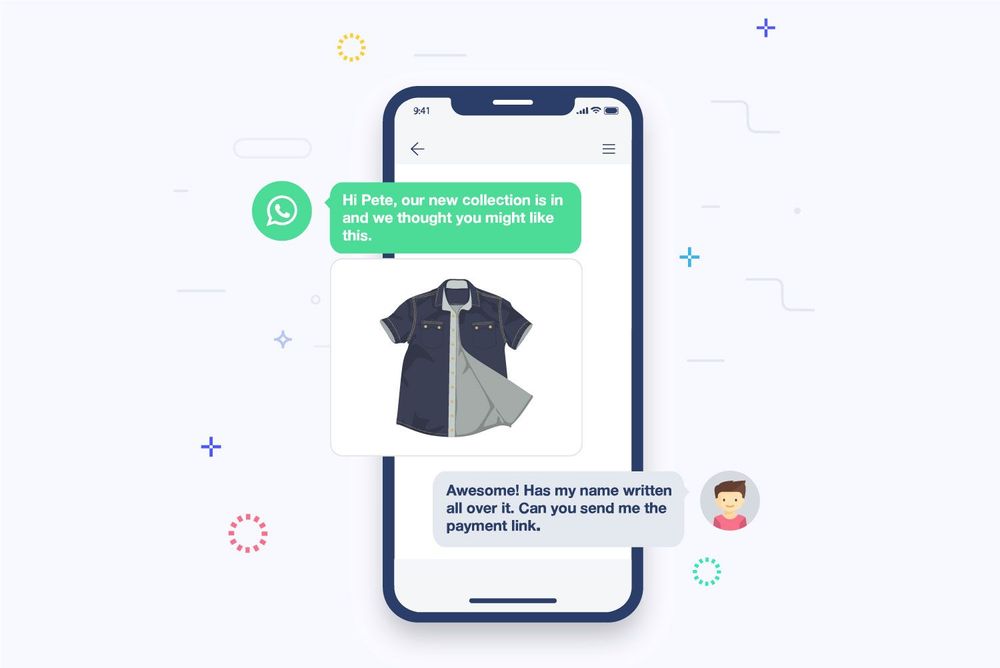 9:41
Hi Pete, our new collection is in
and we thought you might like
this.
Awesome! Has my name written
all over it. Can you send me the
payment link.